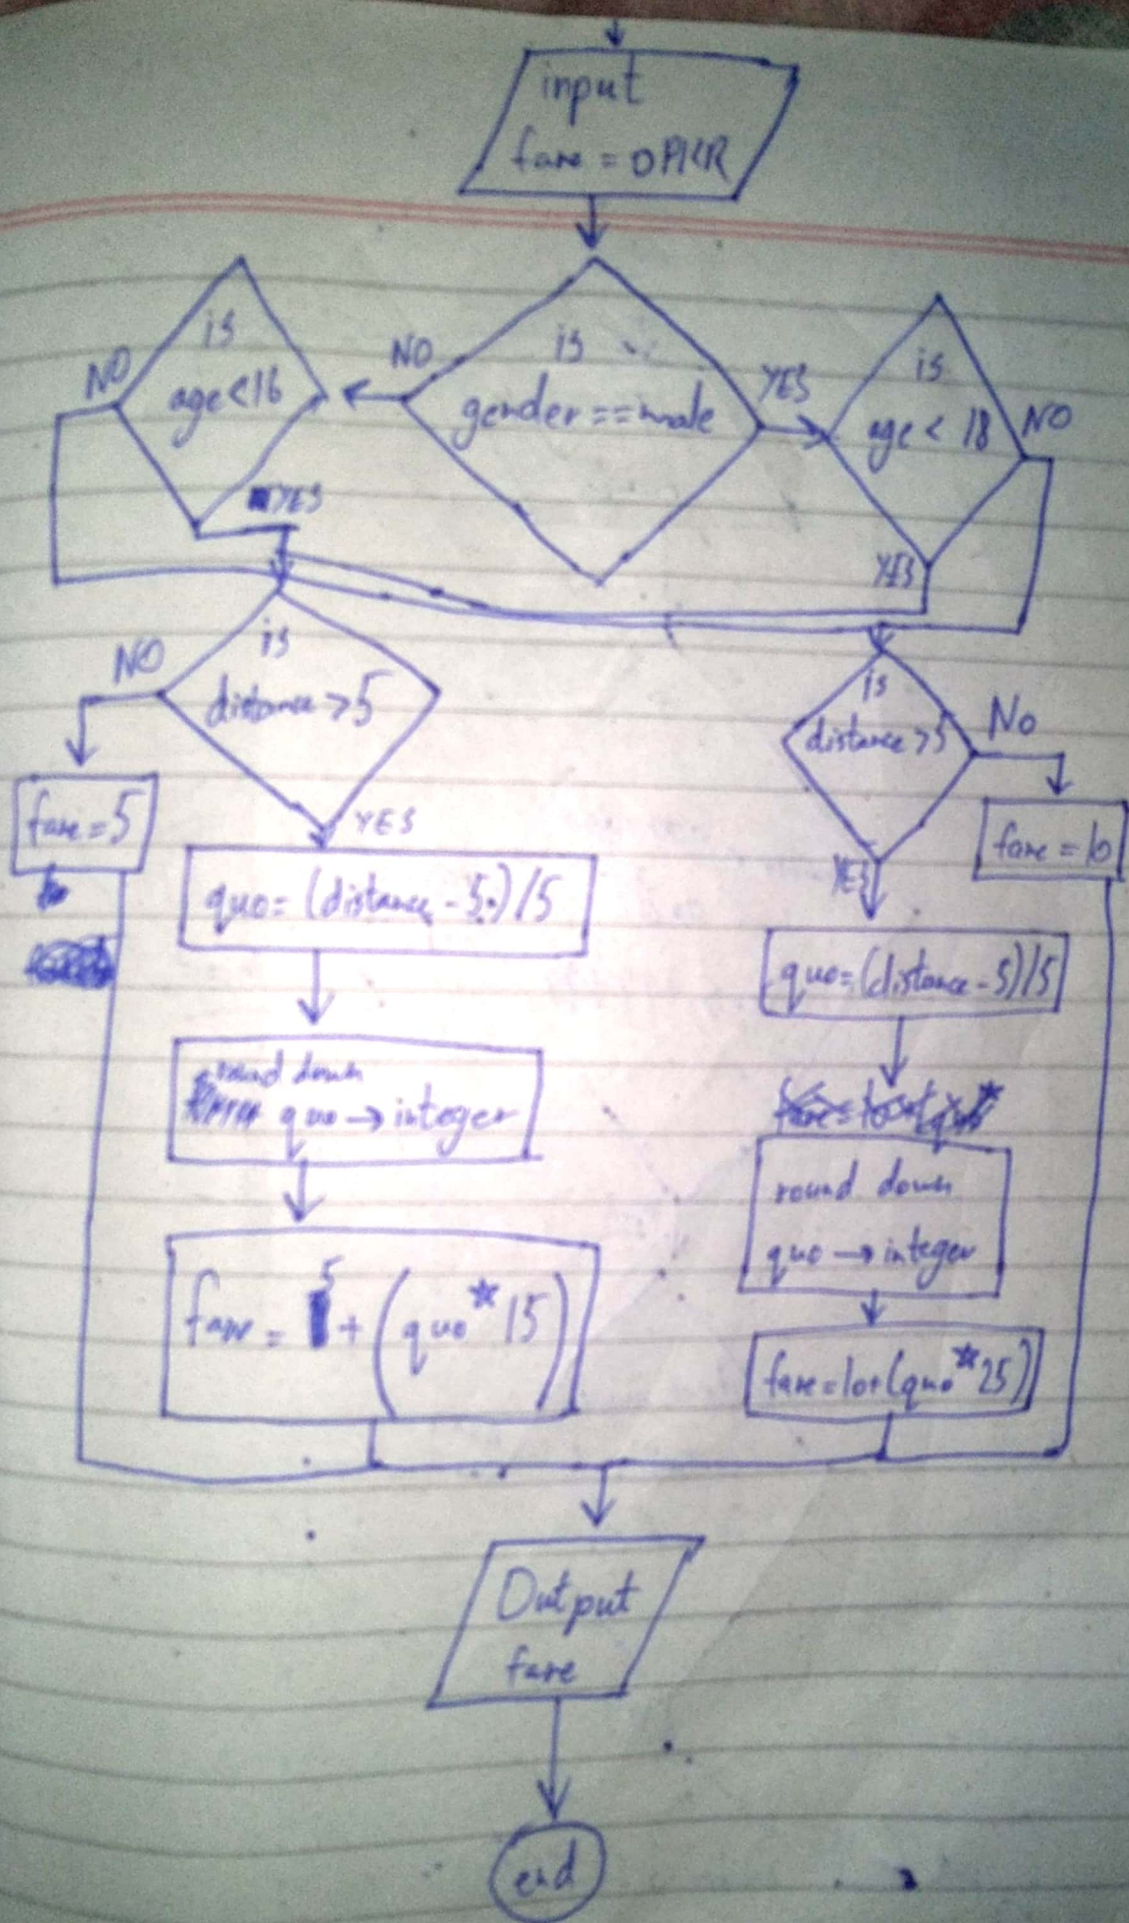 input
fare = 0PKR
is
age<16
NO
YES
NO
is
gender==male
YES
is
age < 18
NO
YES
is
distance >5
NO
YES
is
distance >5
No
YES
fare=5
quo=(distance - 5.)/5
round down
quo → integer
fare = 5 + (quo * 15)
fare = 10
quo=(distance - 5)/5
round down
quo → integer
fare=10+(quo * 25)
Output
fare
end